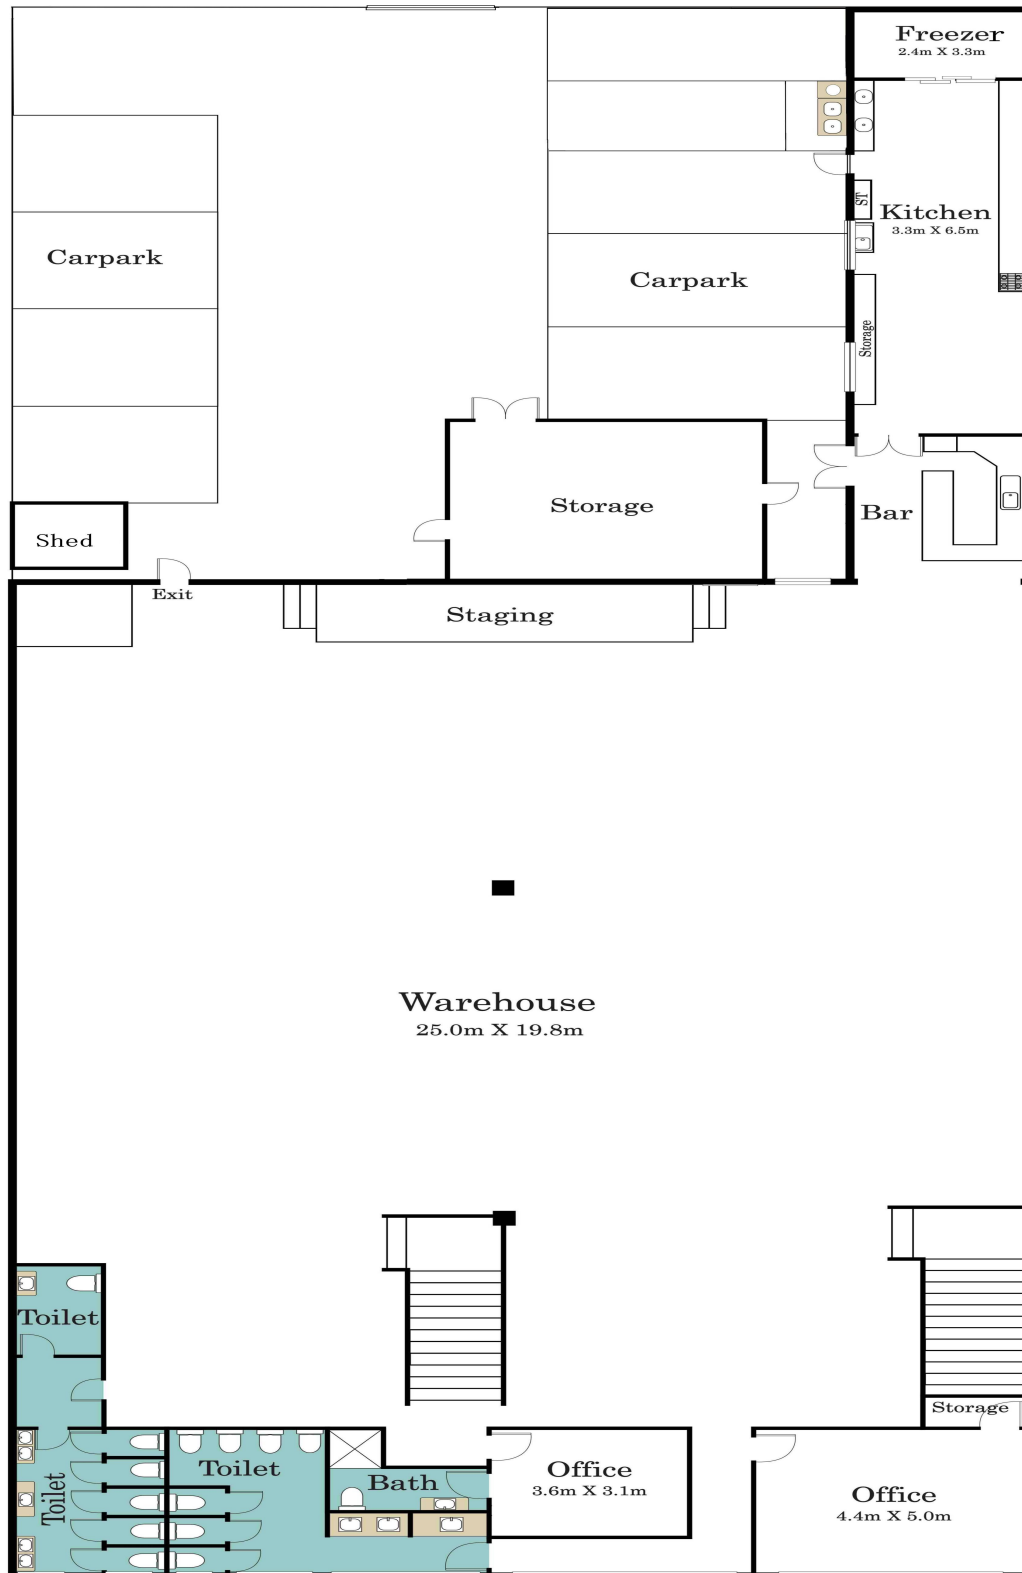 Freezer
2.4m X 3.3m
ST
Kitchen
3.3m X 6.5m
Carpark
Carpark
Storage
Storage
Bar
Shed
Exit
Staging
Warehouse
25.0m X 19.8m
Toilet
Storage
Toilet
Toilet
Bath
Office
3.6m X 3.1m
Office
4.4m X 5.0m